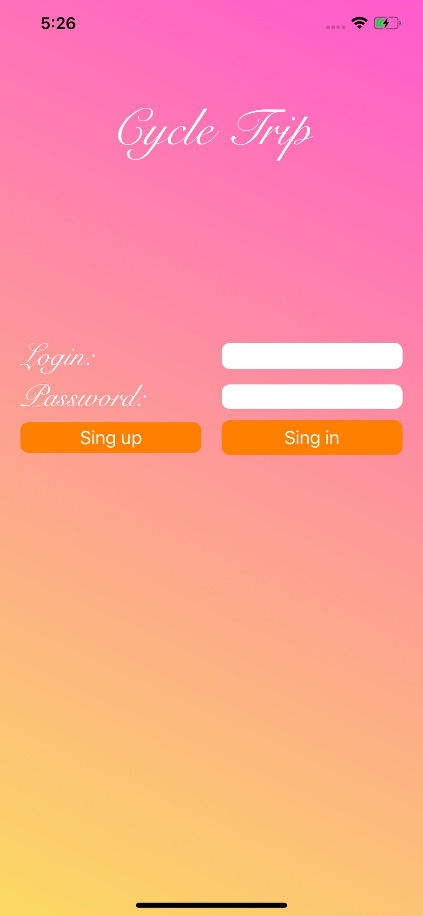 5:26
Cycle Trip
Login:
Password:
Sing up Sing in